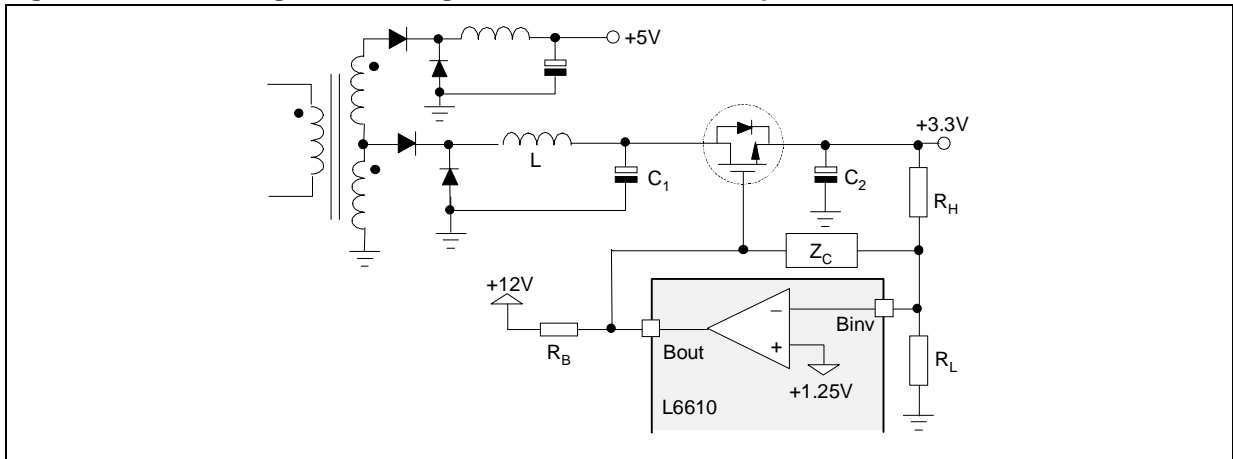 +5V
+3.3V
L
C1
C2
RH
ZC
+12V
RB
Bout
Binv
−
+
+1.25V
RL
L6610